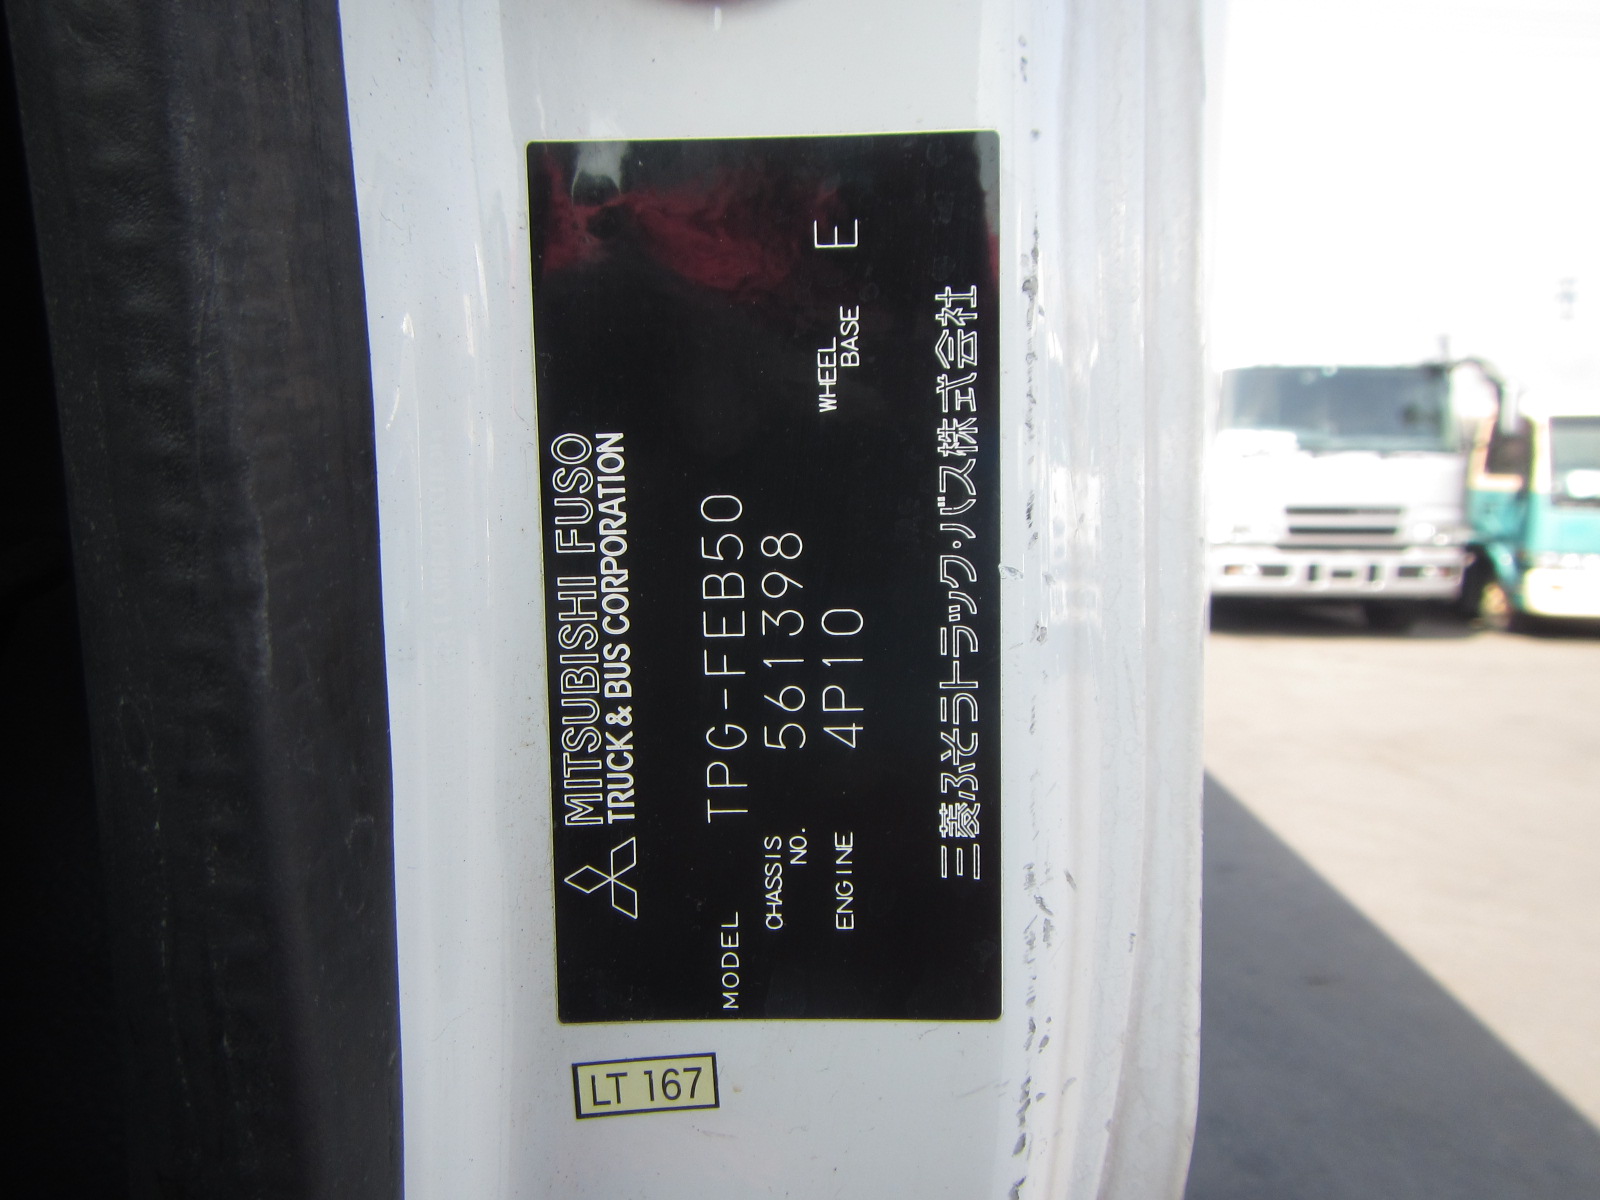 MITSUBISHI FUSO
TRUCK & BUS CORPORATION
MODEL TPG-FEB50
CHASSIS NO. 561398
ENGINE 4P10 WHEEL BASE E
三菱ふそうトラック・バス株式会社
LT 167